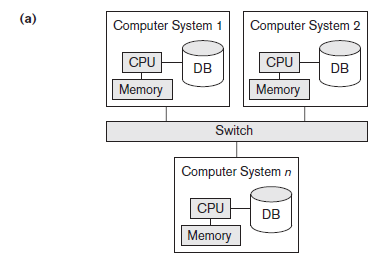 (a)
Computer System 1
CPU
DB
Memory
Computer System 2
CPU
DB
Memory
Switch
Computer System n
CPU
DB
Memory